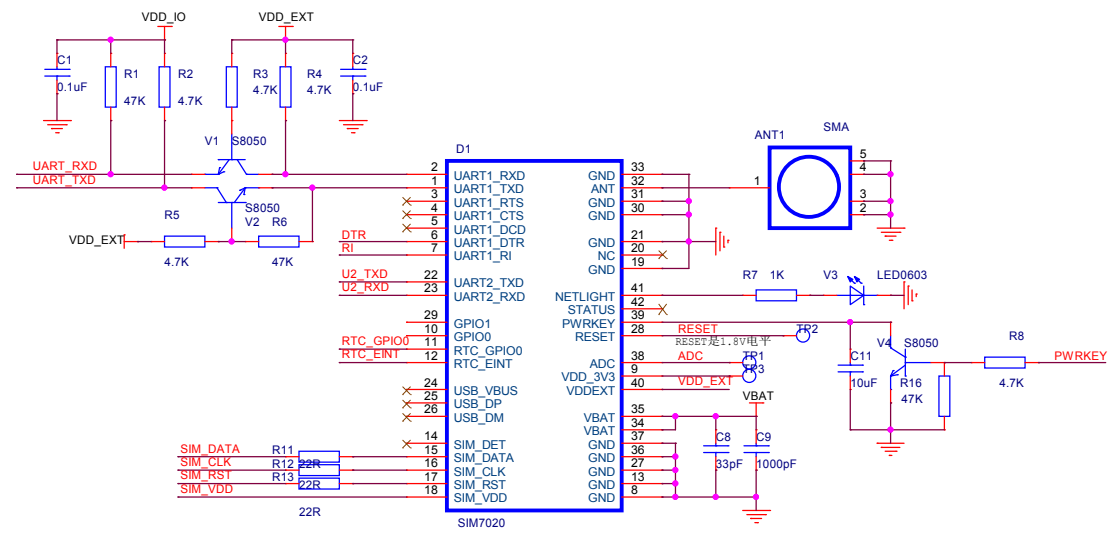 VDD_IO
VDD_EXT
C1
0.1uF
R1
47K
R2
4.7K
R3
4.7K
R4
4.7K
C2
0.1uF
V1
S8050
UART_RXD
UART_TXD
S8050
V2
R5
4.7K
R6
47K
VDD_EXT
DTR
RI
U2_TXD
U2_RXD
RTC_GPIO0
RTC_EINT
SIM_DATA
SIM_CLK
SIM_RST
SIM_VDD
R11
R12
22R
R13
22R
22R
D1
2 UART1_RXD
1 UART1_TXD
3 UART1_RTS
4 UART1_CTS
5 UART1_DCD
6 UART1_DTR
7 UART1_RI
22 UART2_TXD
23 UART2_RXD
29 GPIO1
10 GPIO0
11 RTC_GPIO0
12 RTC_EINT
24 USB_VBUS
25 USB_DP
26 USB_DM
14 SIM_DET
15 SIM_DATA
16 SIM_CLK
17 SIM_RST
18 SIM_VDD
SIM7020
GND 33
ANT 32
GND 31
GND 30
GND 21
NC 20
GND 19
NETLIGHT 41
STATUS 42
PWRKEY 39
RESET 28
ADC 38
VDD_3V3 9
VDDEXT 40
VBAT 35
VBAT 34
GND 37
GND 36
GND 27
GND 13
GND 8
ANT1
SMA
1
5
4
3
2
R7
1K
V3
LED0603
RESET
TP2
RESET是1.8V电平
ADC
TP1
TP3
VDD_EXT
VBAT
C8
33pF
C9
1000pF
C11
10uF
V4
S8050
R16
47K
R8
4.7K
PWRKEY